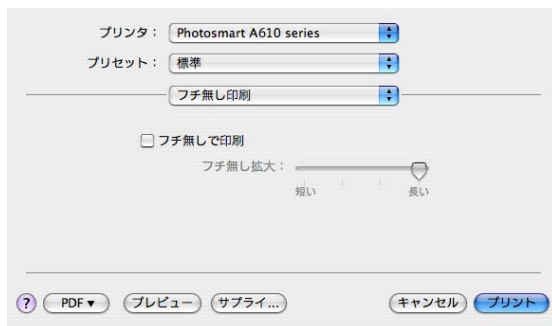 プリンタ： Photosmart A610 series
プリセット： 標準
フチ無し印刷
フチ無しで印刷
フチ無し拡大：
短い 長い
? PDF▼ プレビュー サプライ... キャンセル プリント